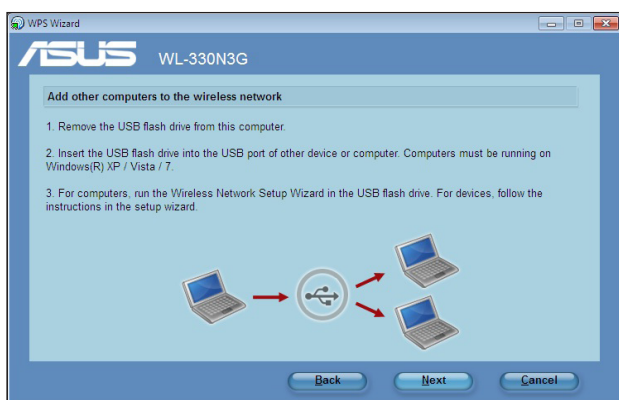 WPS Wizard
ASUS WL-330N3G
Add other computers to the wireless network
1. Remove the USB flash drive from this computer.
2. Insert the USB flash drive into the USB port of other device or computer. Computers must be running on
Windows(R) XP / Vista / 7.
3. For computers, run the Wireless Network Setup Wizard in the USB flash drive. For devices, follow the
instructions in the setup wizard.
Back Next Cancel